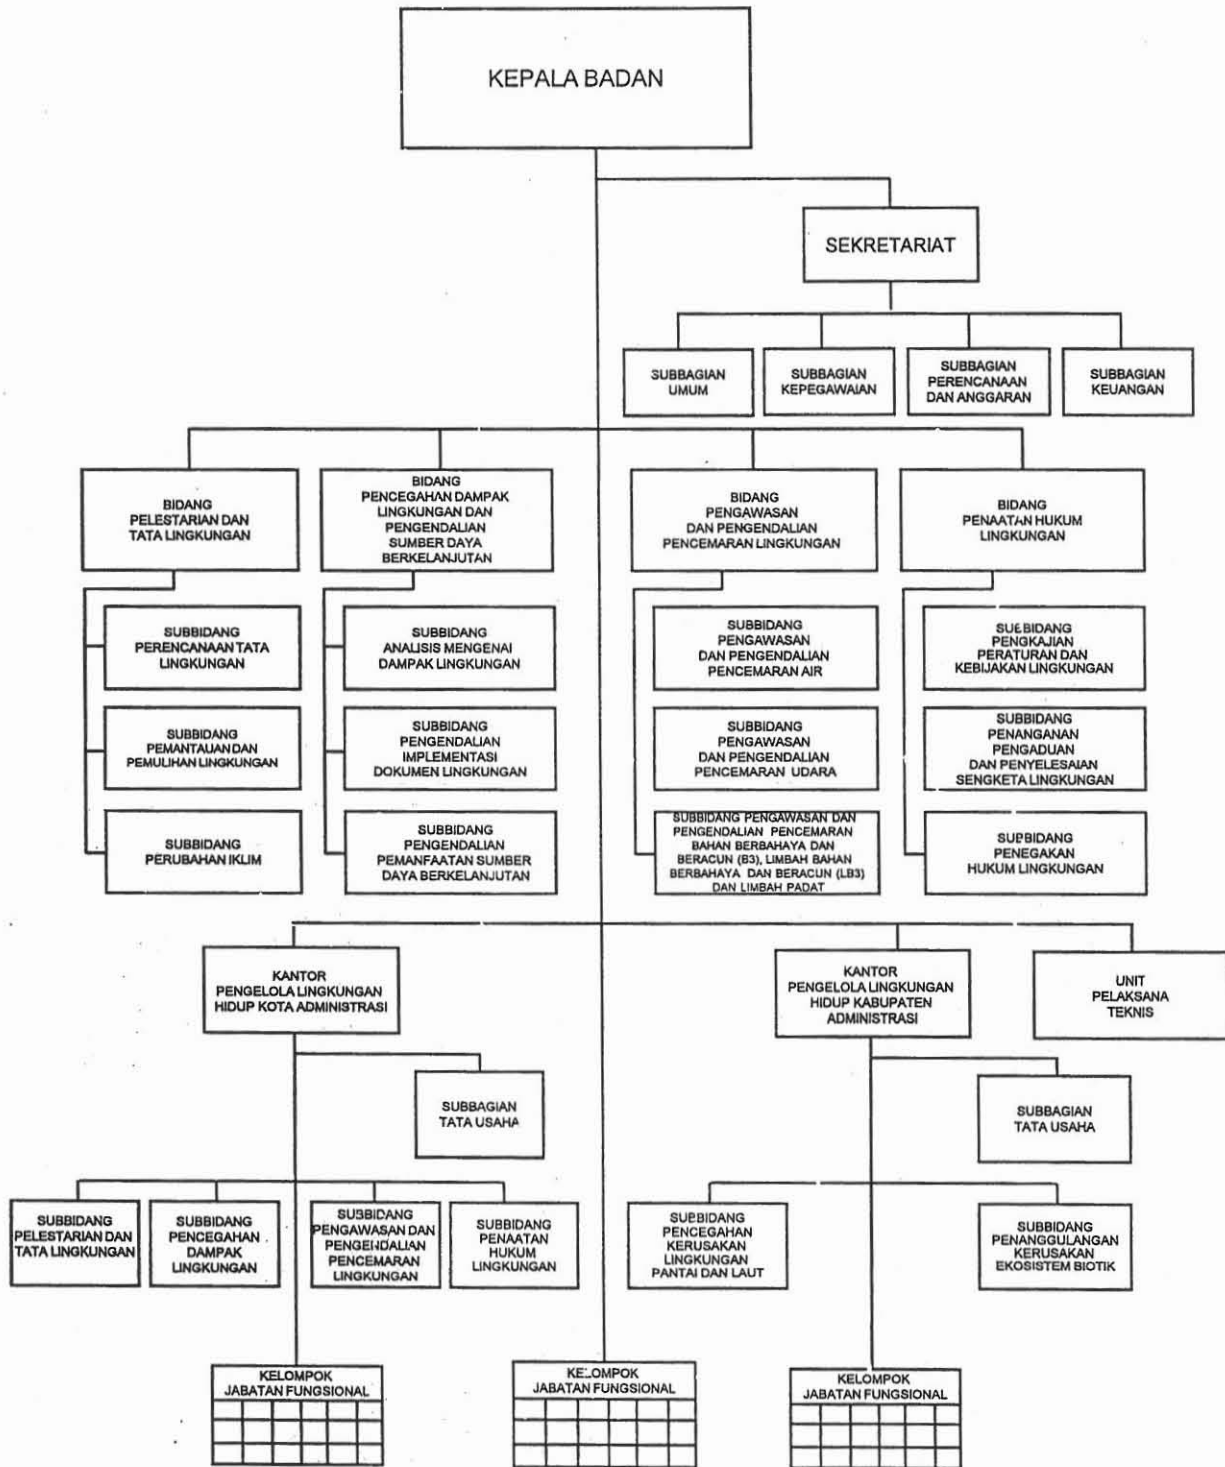 KEPALA BADAN
SEKRETARIAT
SUBBAGIAN
UMUM
SUBBAGIAN
KEPEGAWAIAN
SUBBAGIAN
PERENCANAAN
DAN ANGGARAN
SUBBAGIAN
KEUANGAN
BIDANG
PELESTARIAN DAN
TATA LINGKUNGAN
BIDANG
PENCEGAHAN DAMPAK
LINGKUNGAN DAN
PENGENDALIAN
SUMBER DAYA
BERKELANJUTAN
BIDANG
PENGAWASAN
DAN PENGENDALIAN
PENCEMARAN LINGKUNGAN
BIDANG
PENAATAN HUKUM
LINGKUNGAN
SUBBIDANG
PERENCANAAN TATA
LINGKUNGAN
SUBBIDANG
ANALISIS MENGENAI
DAMPAK LINGKUNGAN
SUBBIDANG
PENGAWASAN
DAN PENGENDALIAN
PENCEMARAN AIR
SUBBIDANG
PENGKAJIAN
PERATURAN DAN
KEBIJAKAN LINGKUNGAN
SUBBIDANG
PEMANTAUAN DAN
PEMULIHAN LINGKUNGAN
SUBBIDANG
PENGENDALIAN
IMPLEMENTASI
DOKUMEN LINGKUNGAN
SUBBIDANG
PENGAWASAN
DAN PENGENDALIAN
PENCEMARAN UDARA
SUBBIDANG
PENANGANAN
PENGADUAN
DAN PENYELESAIAN
SENGKETA LINGKUNGAN
SUBBIDANG
PERUBAHAN IKLIM
SUBBIDANG
PENGENDALIAN
PEMANFAATAN SUMBER
DAYA BERKELANJUTAN
SUBBIDANG PENGAWASAN DAN
PENGENDALIAN PENCEMARAN
BAHAN BERBAHAYA DAN
BERACUN (B3), LIMBAH BAHAN
BERBAHAYA DAN BERACUN (LB3)
DAN LIMBAH PADAT
SUBBIDANG
PENEGAKAN
HUKUM LINGKUNGAN
KANTOR
PENGELOLA LINGKUNGAN
HIDUP KOTA ADMINISTRASI
KANTOR
PENGELOLA LINGKUNGAN
HIDUP KABUPATEN
ADMINISTRASI
UNIT
PELAKSANA
TEKNIS
SUBBAGIAN
TATA USAHA
SUBBAGIAN
TATA USAHA
SUBBIDANG
PELESTARIAN DAN
TATA LINGKUNGAN
SUBBIDANG
PENCEGAHAN
DAMPAK
LINGKUNGAN
SUBBIDANG
PENGAWASAN DAN
PENGENDALIAN
PENCEMARAN
LINGKUNGAN
SUBBIDANG
PENAATAN
HUKUM
LINGKUNGAN
SUBBIDANG
PENCEGAHAN
KERUSAKAN
LINGKUNGAN
PANTAI DAN LAUT
SUBBIDANG
PENANGGULANGAN
KERUSAKAN
EKOSISTEM BIOTIK
KELOMPOK
JABATAN FUNGSIONAL
KELOMPOK
JABATAN FUNGSIONAL
KELOMPOK
JABATAN FUNGSIONAL